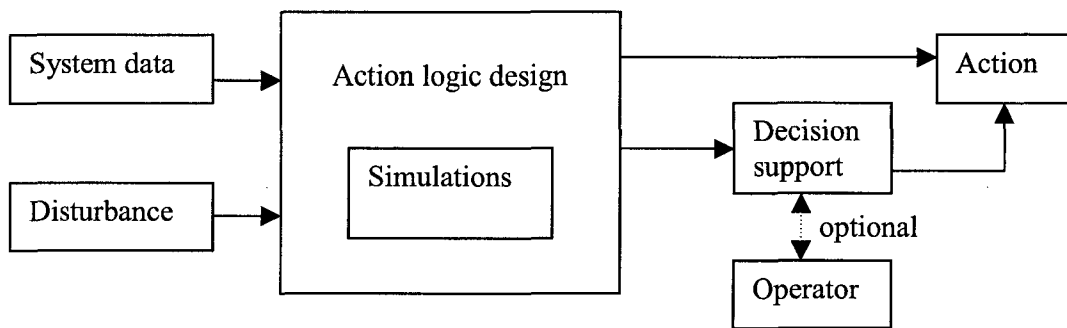 System data
Action logic design
Action
Decision
support
Simulations
Disturbance
optional
Operator